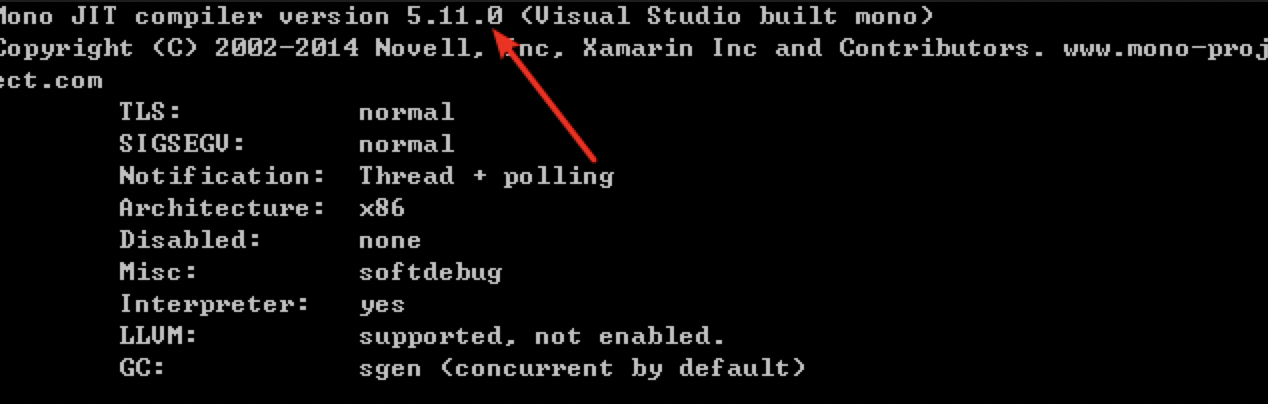 Mono JIT compiler version 5.11.0 (Visual Studio built mono)
Copyright (C) 2002-2014 Novell, Inc, Xamarin Inc and Contributors. www.mono-proj
ect.com
TLS: normal
SIGSEGV: normal
Notification: Thread + polling
Architecture: x86
Disabled: none
Misc: softdebug
Interpreter: yes
LLVM: supported, not enabled.
GC: sgen (concurrent by default)